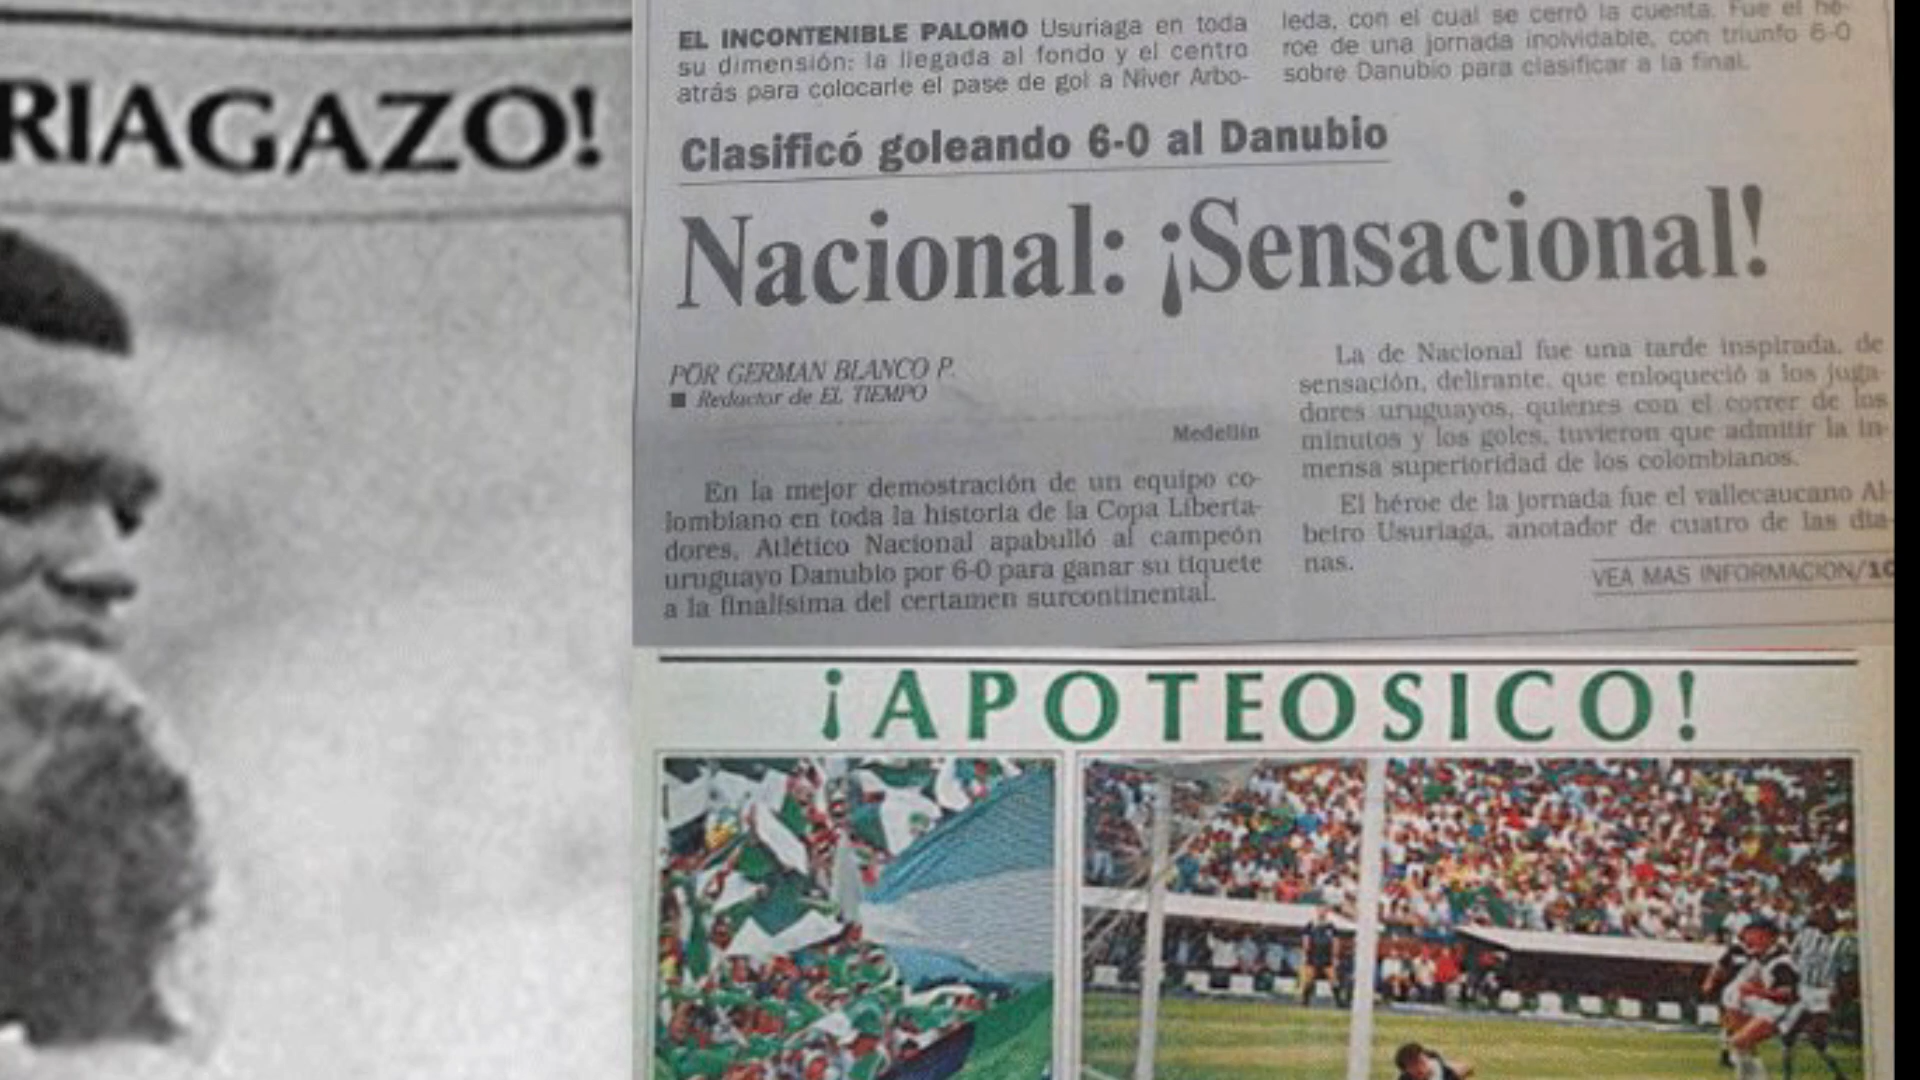 RIAGAZO!
EL INCONTENIBLE PALOMO Usuriaga en toda
su dimensión: la llegada al fondo y el centro
atrás para colocarle el pase de gol a Níver Arbo-
leda, con el cual se cerró la cuenta. Fue el hé-
roe de una jornada inolvidable, con triunfo 6-0
sobre Danubio para clasificar a la final.
Clasificó goleando 6-0 al Danubio
Nacional: ¡Sensacional!
POR GERMAN BLANCO P.
■ Redactor de EL TIEMPO
Medellín
En la mejor demostración de un equipo co-
lombiano en toda la historia de la Copa Liberta-
dores, Atlético Nacional apabulló al campeón
uruguayo Danubio por 6-0 para ganar su tiquete
a la finalísima del certamen surcontinental.
La de Nacional fue una tarde inspirada, de
sensación, delirante, que enloqueció a los juga-
dores uruguayos, quienes con el correr de los
minutos y los goles, tuvieron que admitir la in-
mensa superioridad de los colombianos.
El héroe de la jornada fue el vallecaucano Al-
beiro Usuriaga, anotador de cuatro de las dia-
nas.
VEA MAS INFORMACION/1C
¡APOTEOSICO!